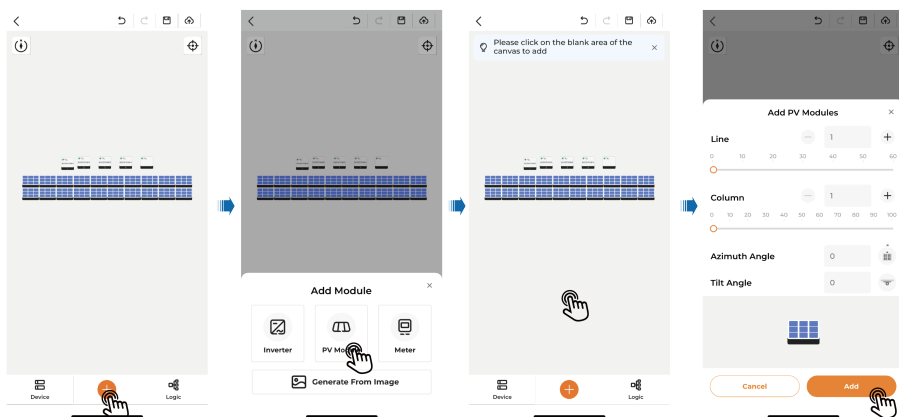 Device
Logic
Add Module
×
Inverter
PV Mo
Meter
Generate From Image
Please click on the blank area of the
canvas to add
×
Device
Logic
Add PV Modules
×
Line
1
0 10 20 30 40 50 60
Column
1
0 10 20 30 40 50 60 70 80 90 100
Azimuth Angle
0
Tilt Angle
0
Cancel
Add